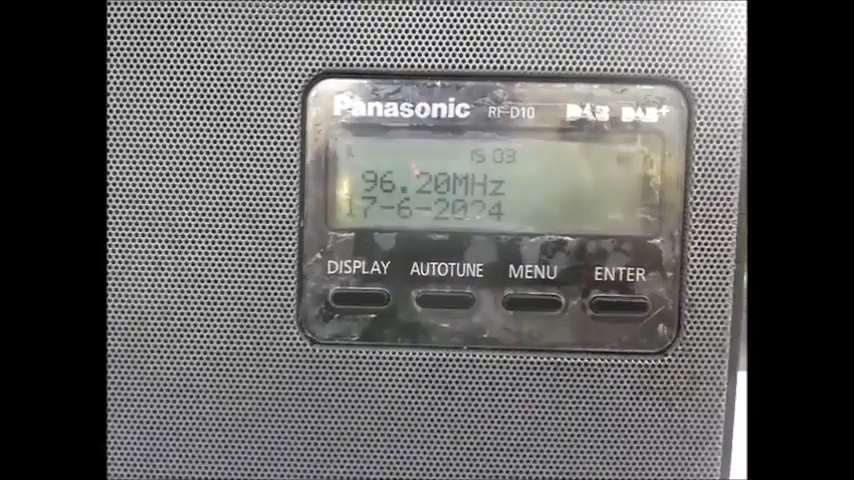 Panasonic RF-D10 DAB DAB+
15:03
96.20MHz
17-6-2024
DISPLAY AUTOTUNE MENU ENTER